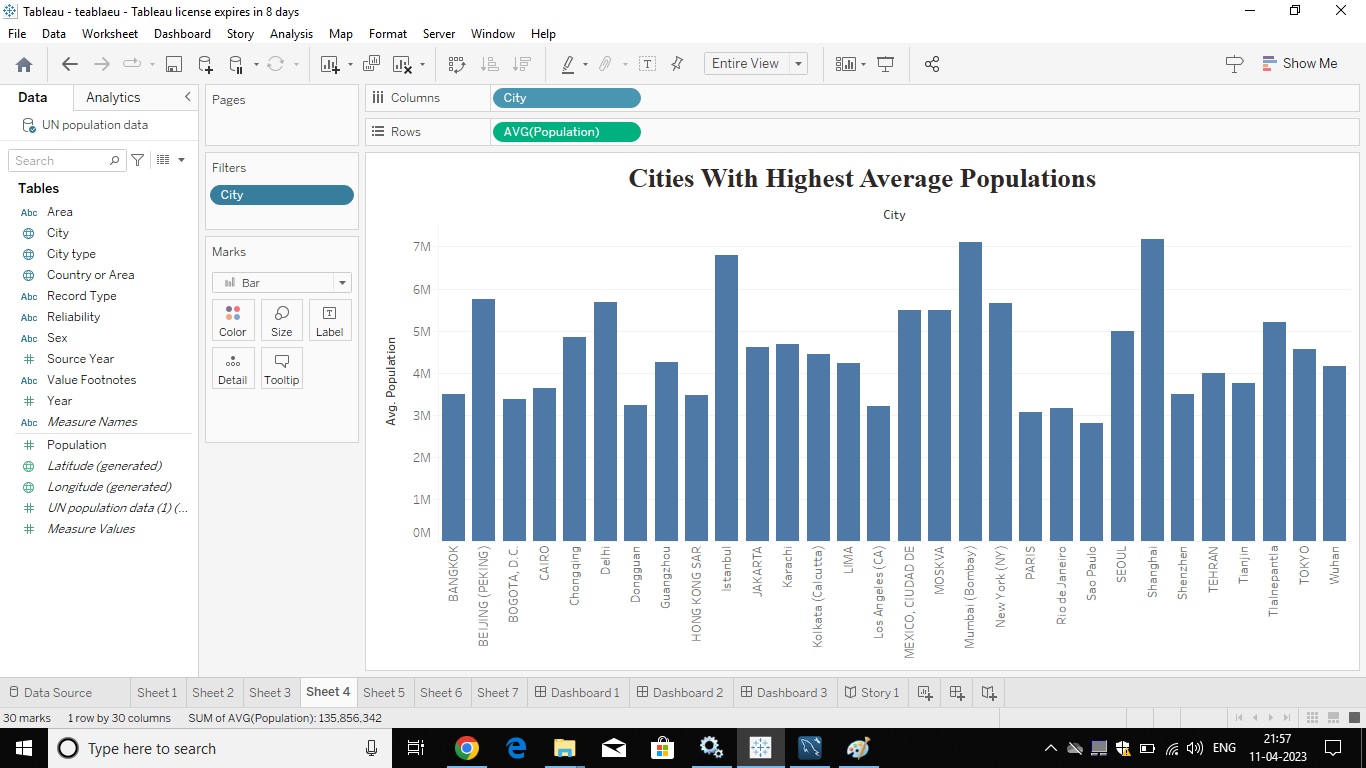 Tableau - teablaeu - Tableau license expires in 8 days
File Data Worksheet Dashboard Story Analysis Map Format Server Window Help
Entire View
Show Me
Data Analytics
UN population data
Search
Tables
Abc Area
City
City type
Country or Area
Abc Record Type
Abc Reliability
Abc Sex
# Source Year
Abc Value Footnotes
# Year
Abc Measure Names
# Population
Latitude (generated)
Longitude (generated)
# UN population data (1) (...
# Measure Values
Pages
Filters
City
Marks
Bar
Color Size Label
Detail Tooltip
Columns City
Rows AVG(Population)
Cities With Highest Average Populations
City
Avg. Population
7M
6M
5M
4M
3M
2M
1M
0M
BANGKOK
BEIJING (PEKING)
BOGOTA, D.C.
CAIRO
Chongqing
Delhi
Dongguan
Guangzhou
HONG KONG SAR
Istanbul
JAKARTA
Karachi
Kolkata (Calcutta)
LIMA
Los Angeles (CA)
MEXICO, CIUDAD DE
MOSKVA
Mumbai (Bombay)
New York (NY)
PARIS
Rio de Janeiro
Sao Paulo
SEOUL
Shanghai
Shenzhen
TEHRAN
Tianjin
Tlalnepantla
TOKYO
Wuhan
Data Source Sheet 1 Sheet 2 Sheet 3 Sheet 4 Sheet 5 Sheet 6 Sheet 7 Dashboard 1 Dashboard 2 Dashboard 3 Story 1
30 marks 1 row by 30 columns SUM of AVG(Population): 135,856,342
Type here to search
ENG
21:57
11-04-2023